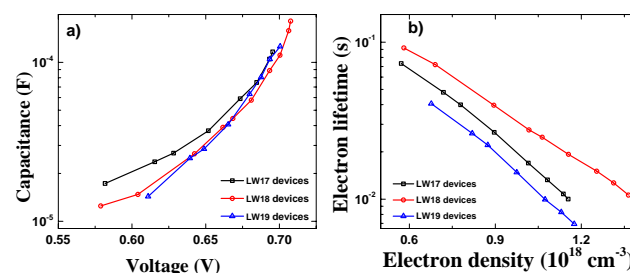 a)
Capacitance (F)
10⁻⁴
10⁻⁵
LW17 devices
LW18 devices
LW19 devices
0.55 0.60 0.65 0.70
Voltage (V)
b)
Electron lifetime (s)
10⁻¹
10⁻²
LW17 devices
LW18 devices
LW19 devices
0.6 0.9 1.2
Electron density (10¹⁸ cm⁻³)